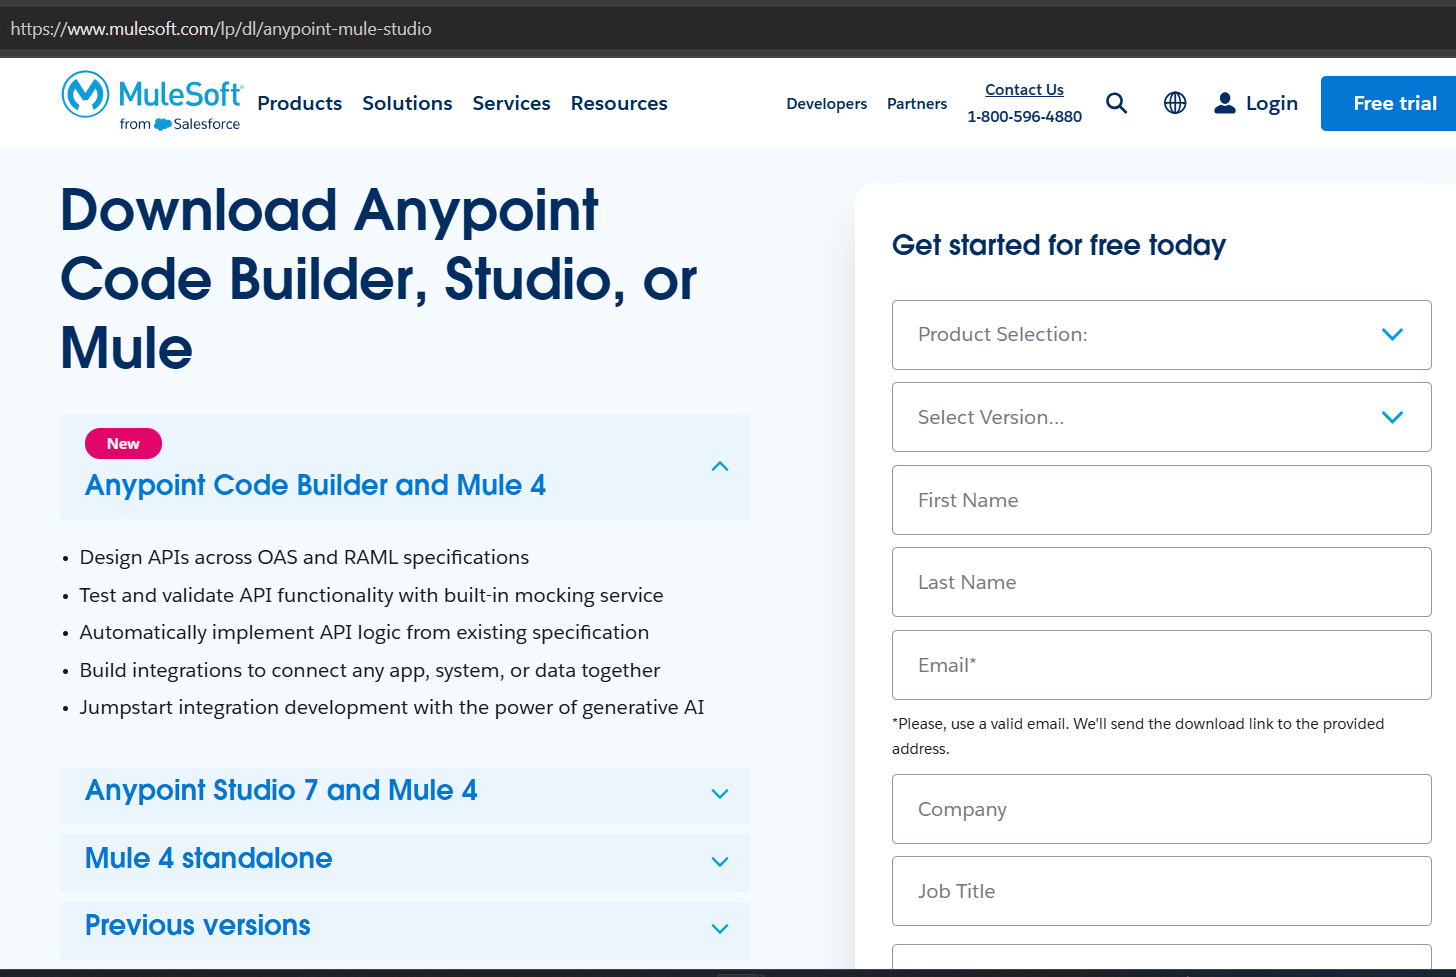 https://www.mulesoft.com/lp/dl/anypoint-mule-studio
MuleSoft
from Salesforce
Products Solutions Services Resources
Developers Partners
Contact Us
1-800-596-4880
Login
Free trial
Download Anypoint
Code Builder, Studio, or
Mule
New
Anypoint Code Builder and Mule 4
• Design APIs across OAS and RAML specifications
• Test and validate API functionality with built-in mocking service
• Automatically implement API logic from existing specification
• Build integrations to connect any app, system, or data together
• Jumpstart integration development with the power of generative AI
Anypoint Studio 7 and Mule 4
Mule 4 standalone
Previous versions
Get started for free today
Product Selection:
Select Version...
First Name
Last Name
Email*
*Please, use a valid email. We'll send the download link to the provided
address.
Company
Job Title